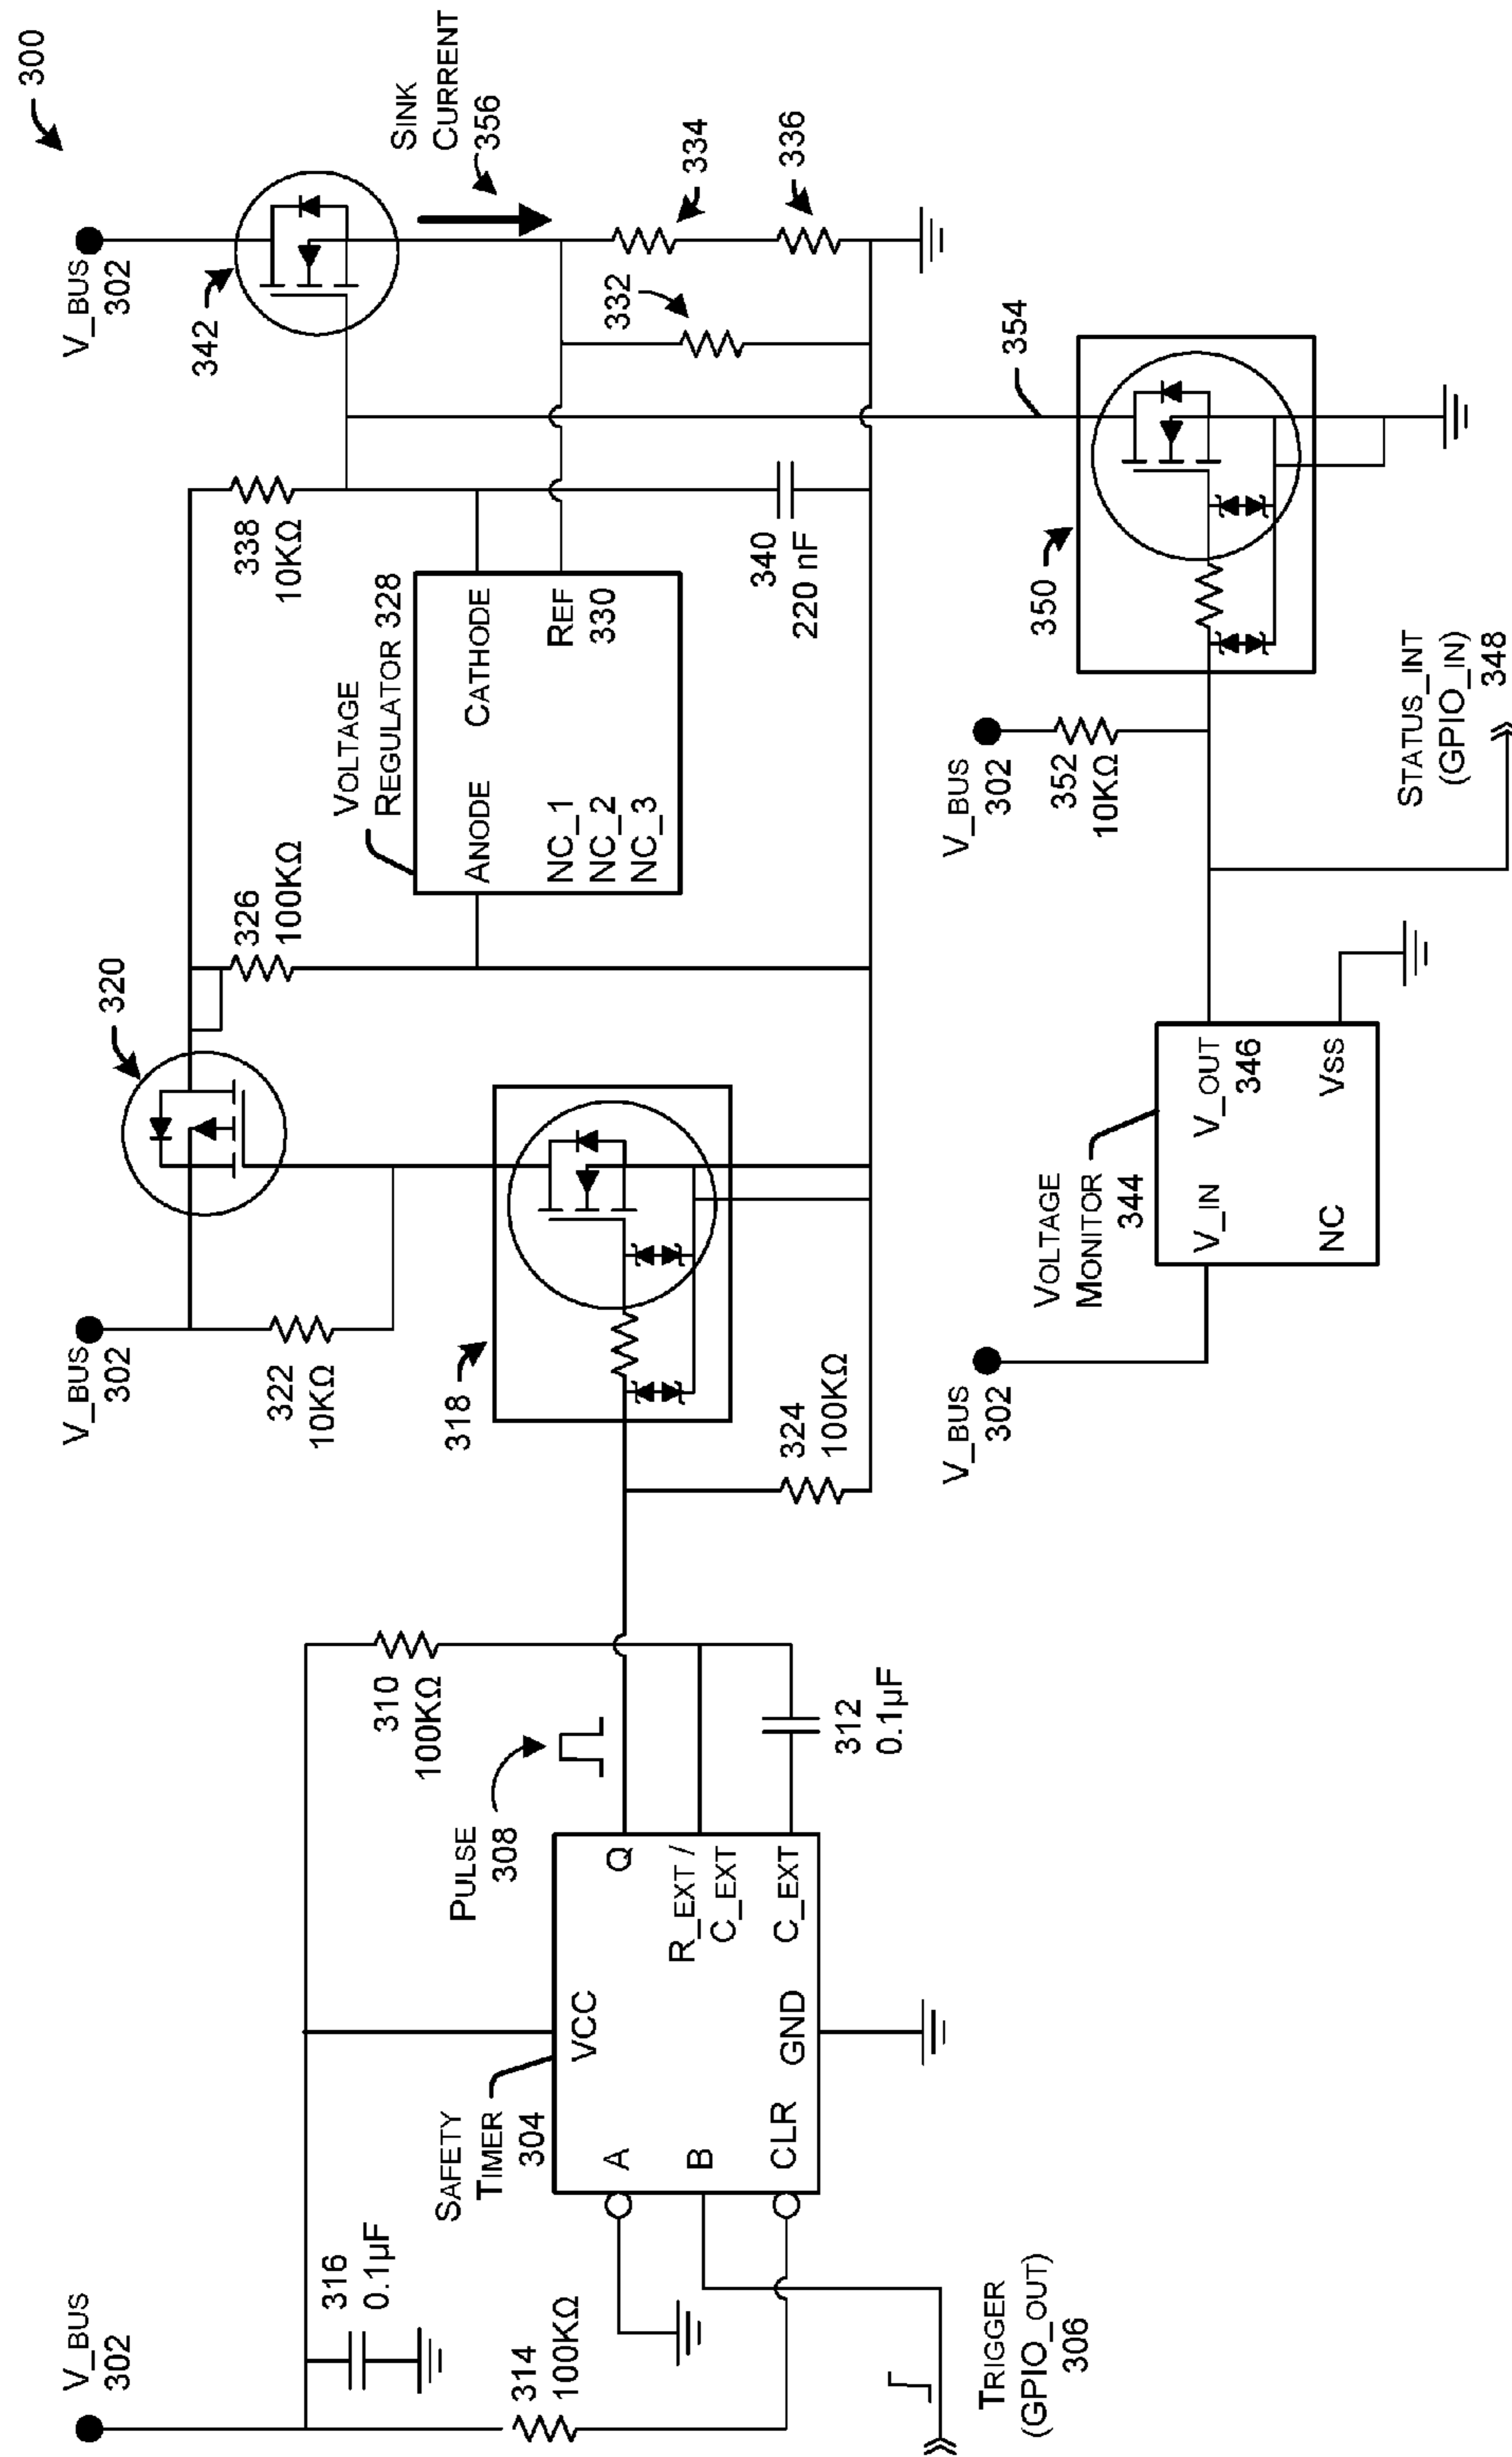 300
V_BUS
302
316
0.1µF
314
100KΩ
TRIGGER
(GPIO_OUT)
306
SAFETY
TIMER
304
VCC
A
B
CLR
GND
Q
R_EXT /
C_EXT
C_EXT
PULSE
308
310
100KΩ
312
0.1µF
V_BUS
302
322
10KΩ
318
324
100KΩ
320
326
100KΩ
VOLTAGE
REGULATOR 328
ANODE
CATHODE
NC_1
NC_2
NC_3
REF
330
338
10KΩ
340
220 nF
V_BUS
302
342
SINK
CURRENT
356
332
334
336
354
V_BUS
302
VOLTAGE
MONITOR
344
V_IN
V_OUT
346
NC
VSS
V_BUS
302
352
10KΩ
350
STATUS_INT
(GPIO_IN)
348